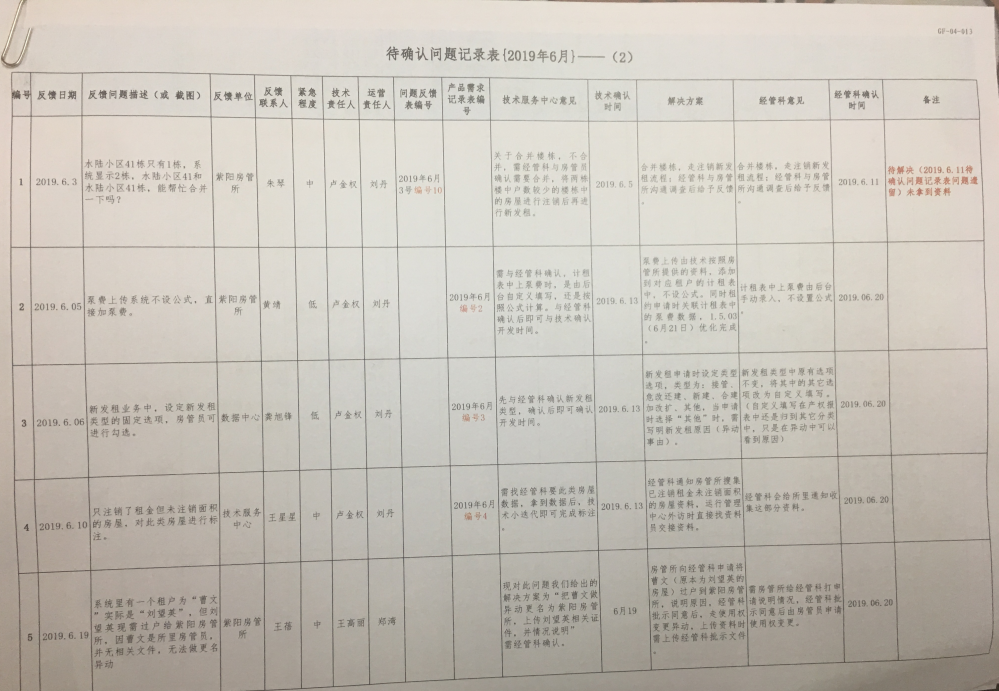 GF-04-013
待确认问题记录表{2019年6月}——（2）
编号 反馈日期 反馈问题描述（或 截图） 反馈单位 反馈联系人 紧急程度 技术责任人 运营责任人 问题反馈表编号 产品需求记录表编号 技术服务中心意见 技术确认时间 解决方案 经管科意见 经管科确认时间 备注
1
2019.6.3
水陆小区41栋只有1栋，系
统显示2栋，水陆小区41和
水陆小区41栋，能帮忙合并
一下吗？
紫阳房管
所
朱琴
中
卢金权
刘丹
2019年6月
3号编号10
关于合并楼栋，不合
并，需经管科与房管员
确认需要合并，将两栋
楼中户数较少的楼栋中
的房屋进行注销后再进
行新发租。
2019.6.5
合并楼栋，走注销新发
租流程；经管科与房管
所沟通调查后给予反馈
。
合并楼栋，走注销新发
租流程；经管科与房管
所沟通调查后给予反馈
。
2019.6.11
待解决（2019.6.11待
确认问题记录表问题遗
留）未拿到资料
2
2019.6.05
泵费上传系统不设公式，直
接加泵费。
紫阳房管
所
黄绪
低
卢金权
刘丹
2019年6月
编号2
需与经管科确认，计租
表中上泵费时，是由后
台自定义填写，还是按
照公式计算。与经管科
确认后即可与技术确认
开发时间。
2019.6.13
泵费上传由技术按照房
管所提供的资料，添加
到对应租户的计租表
中，不设公式。同时租
约申请时关联计租表中
的泵费数据，1.5.03
（6月21日）优化完成
。
计租表中上泵费由后台
手动录入，不设置公式
。
2019.06.20
3
2019.6.06
新发租业务中，设定新发租
类型的固定选项，房管员可
进行勾选。
数据中心
龚旭锋
低
卢金权
刘丹
2019年6月
编号3
先与经管科确认新发租
类型，确认后即可确认
开发时间。
2019.6.13
新发租申请时设定类型
选项，类型为：接管、
危改还建、新建、合建
加改扩、其他，当申请
时选择“其他”时，需
写明新发租原因（异动
事由）。
新发租类型中原有选项
不变，将其中的其它选
项改为自定义填写。
（自定义填写在产权报
表中还是归到其它分类
中，只是在异动中可以
看到原因）
2019.06.20
4
2019.6.10
只注销了租金但未注销面积
的房屋，对此类房屋进行标
注。
技术服务
中心
王星星
中
卢金权
刘丹
2019年6月
编号4
需找经管科要此类房屋
数据，拿到数据后，技
术小迭代即可完成标注
。
2019.6.13
经管科通知房管所搜集
已注销租金未注销面积
的房屋资料，运行管理
中心外访时直接找资料
员交接资料。
经管科会给所里通知收
集这部分资料。
2019.06.20
5
2019.6.19
系统里有一个租户为“曹文
”实际是“刘望英”，但刘
望英现需过户给紫阳房管
所，因曹文是所里房管员，
并无相关文件，无法做更名
异动
紫阳房管
所
王蓓
中
王高丽
郑湾
现对此问题我们给出的
解决方案为“把曹文做
异动更名为紫阳房管
所，上传刘望英相关证
件，并情况说明”
需经管科确认。
6月19
房管所向经管科申请将
曹文（原本为刘望英的
房屋）过户到紫阳房管
所，说明原因，经管科
批示同意后，走使用权
变更异动，上传资料时
需上传经管科批示文件
。
需房管所给经管科打申
请说明情况，经管科批
示同意后由房管员申请
使用权变更。
2019.06.20